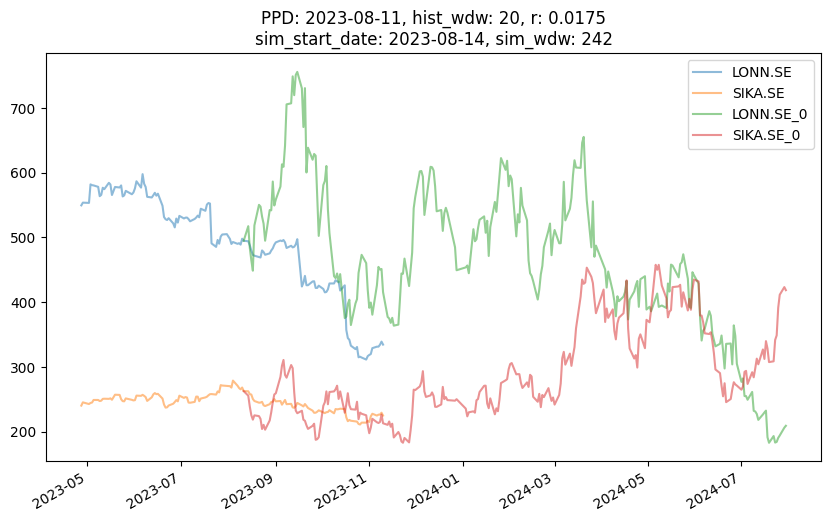 PPD: 2023-08-11, hist_wdw: 20, r: 0.0175
sim_start_date: 2023-08-14, sim_wdw: 242
LONN.SE
SIKA.SE
LONN.SE_0
SIKA.SE_0
700
600
500
400
300
200
2023-05
2023-07
2023-09
2023-11
2024-01
2024-03
2024-05
2024-07